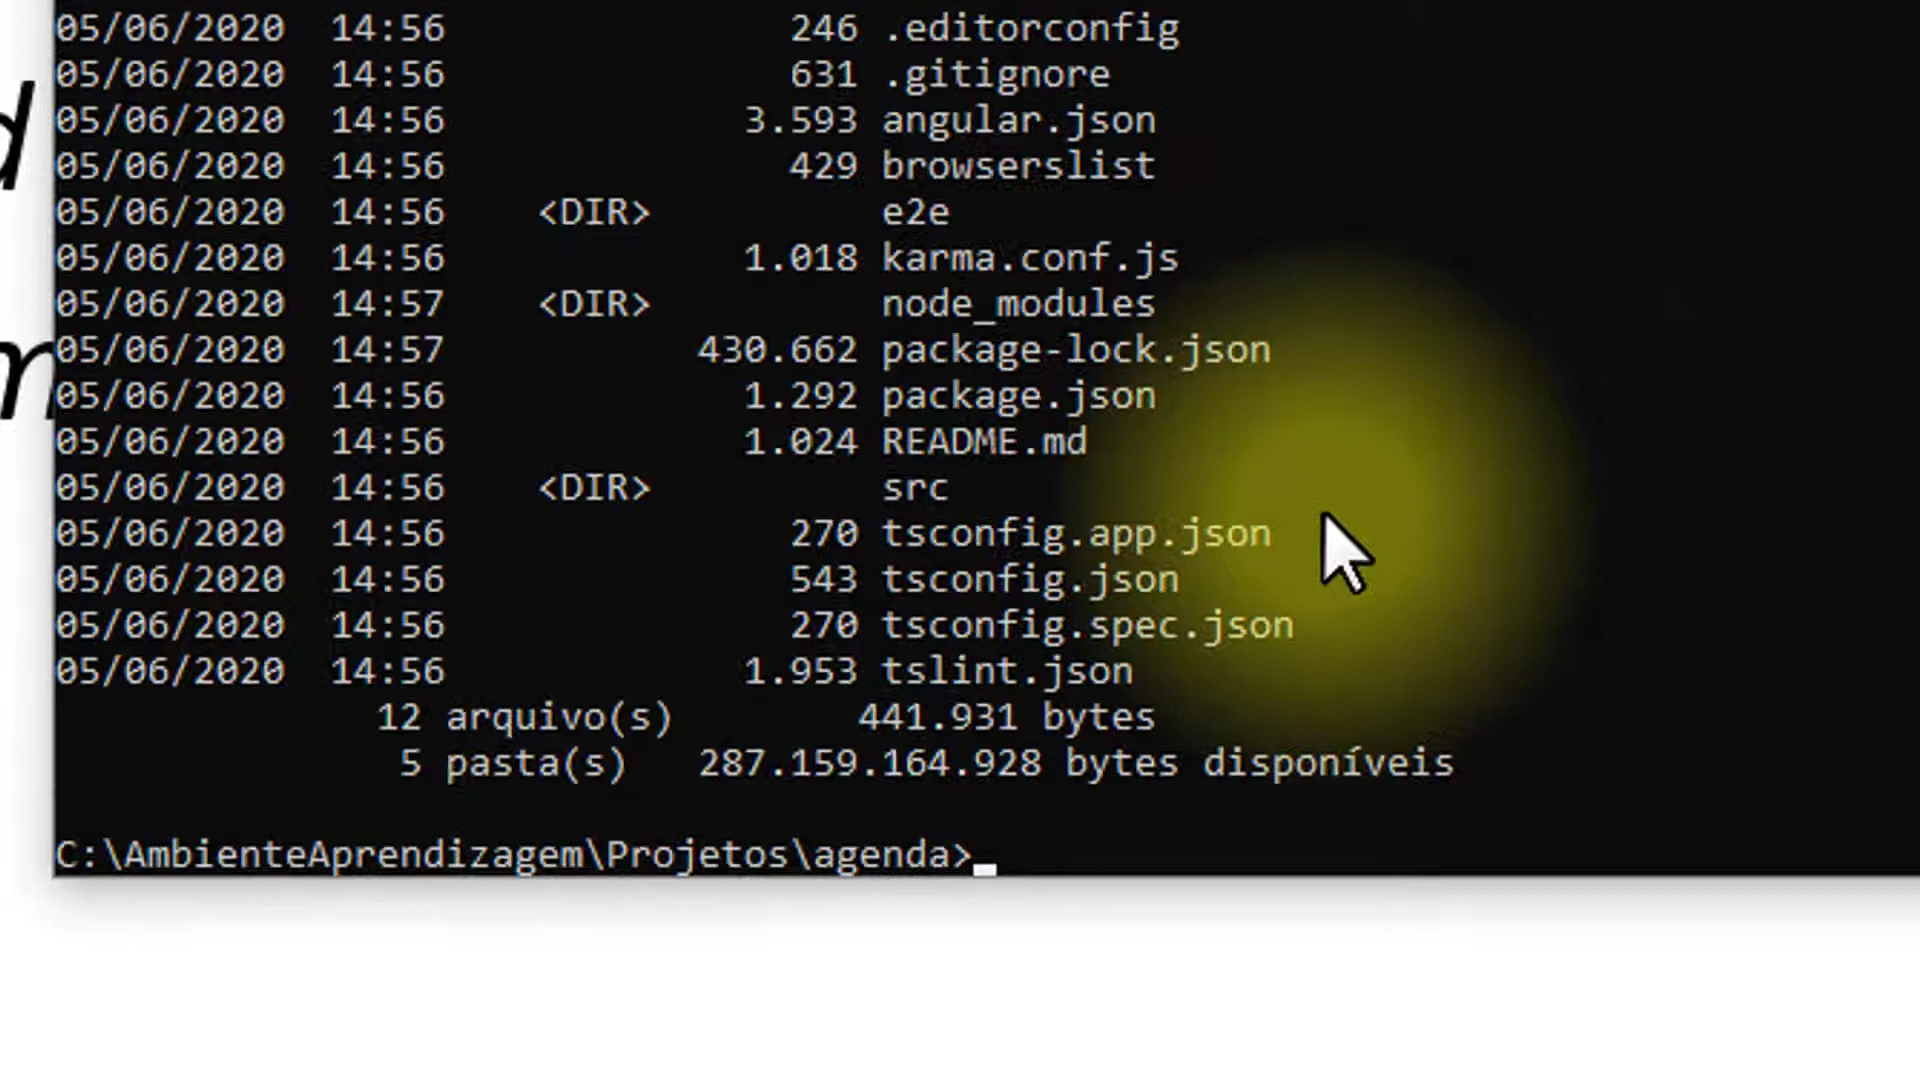 05/06/2020  14:56               246 .editorconfig
05/06/2020  14:56               631 .gitignore
05/06/2020  14:56             3.593 angular.json
05/06/2020  14:56               429 browserslist
05/06/2020  14:56    <DIR>          e2e
05/06/2020  14:56             1.018 karma.conf.js
05/06/2020  14:57    <DIR>          node_modules
05/06/2020  14:57           430.662 package-lock.json
05/06/2020  14:56             1.292 package.json
05/06/2020  14:56             1.024 README.md
05/06/2020  14:56    <DIR>          src
05/06/2020  14:56               270 tsconfig.app.json
05/06/2020  14:56               543 tsconfig.json
05/06/2020  14:56               270 tsconfig.spec.json
05/06/2020  14:56             1.953 tslint.json
12 arquivo(s)        441.931 bytes
5 pasta(s)   287.159.164.928 bytes disponíveis
C:\AmbienteAprendizagem\Projetos\agenda>